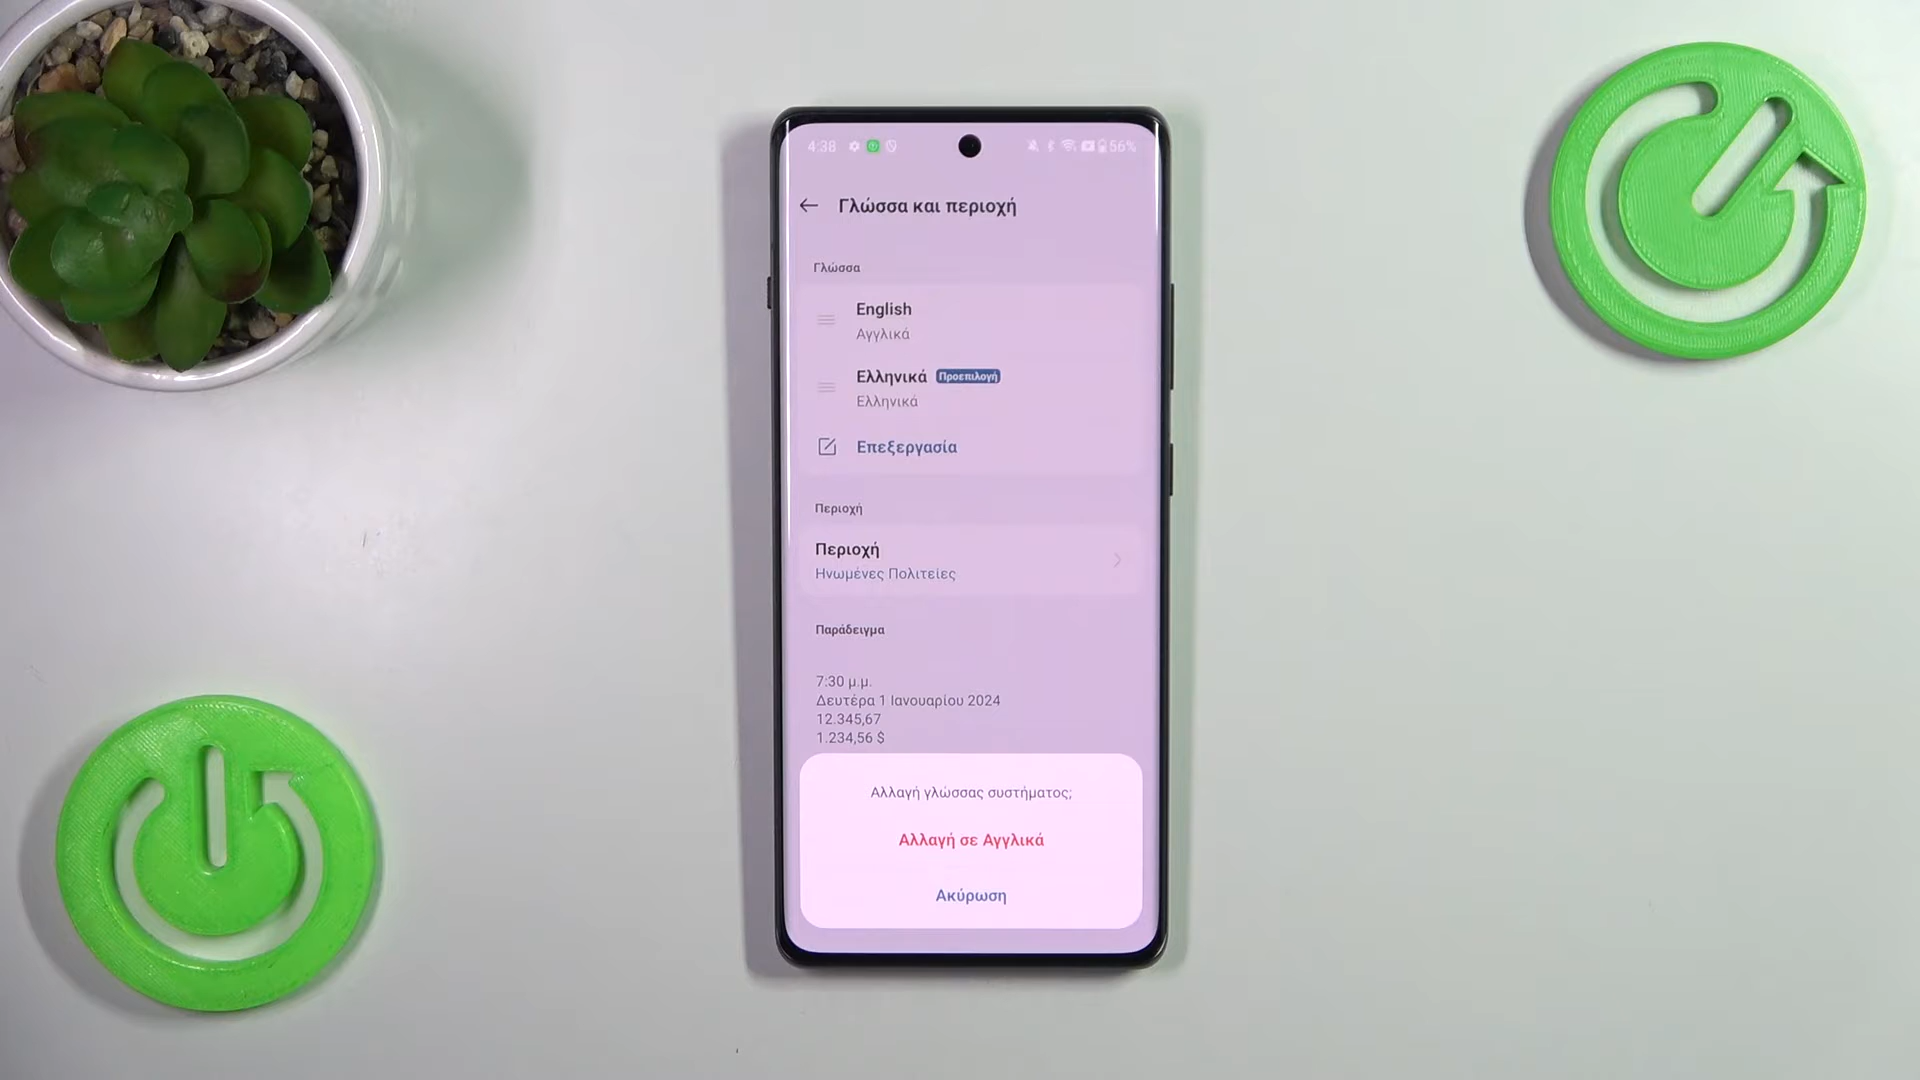 4:38 56%
Γλώσσα και περιοχή
Γλώσσα
English
Αγγλικά
Ελληνικά Προεπιλογή
Ελληνικά
Επεξεργασία
Περιοχή
Περιοχή
Ηνωμένες Πολιτείες
Παράδειγμα
7:30 μ.μ.
Δευτέρα 1 Ιανουαρίου 2024
12.345,67
1.234,56 $
Αλλαγή γλώσσας συστήματος;
Αλλαγή σε Αγγλικά
Ακύρωση